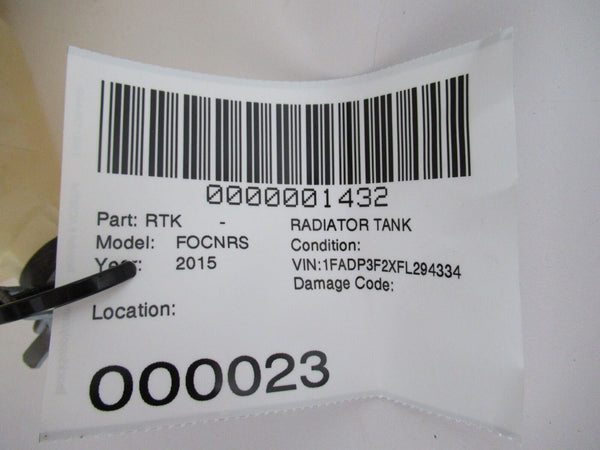 0000001432
Part: RTK - RADIATOR TANK
Model: FOCNRS Condition:
Year: 2015 VIN:1FADP3F2XFL294334
Damage Code:
Location:
000023